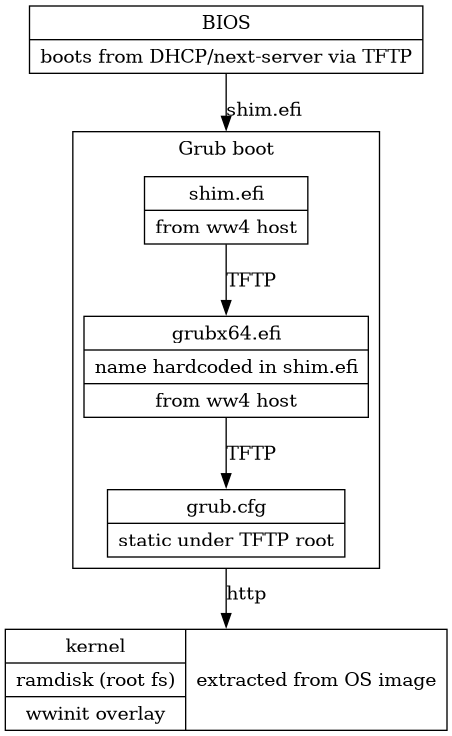 BIOS
boots from DHCP/next-server via TFTP
shim.efi
Grub boot
shim.efi
from ww4 host
TFTP
grubx64.efi
name hardcoded in shim.efi
from ww4 host
TFTP
grub.cfg
static under TFTP root
http
kernel
ramdisk (root fs)
wwinit overlay
extracted from OS image